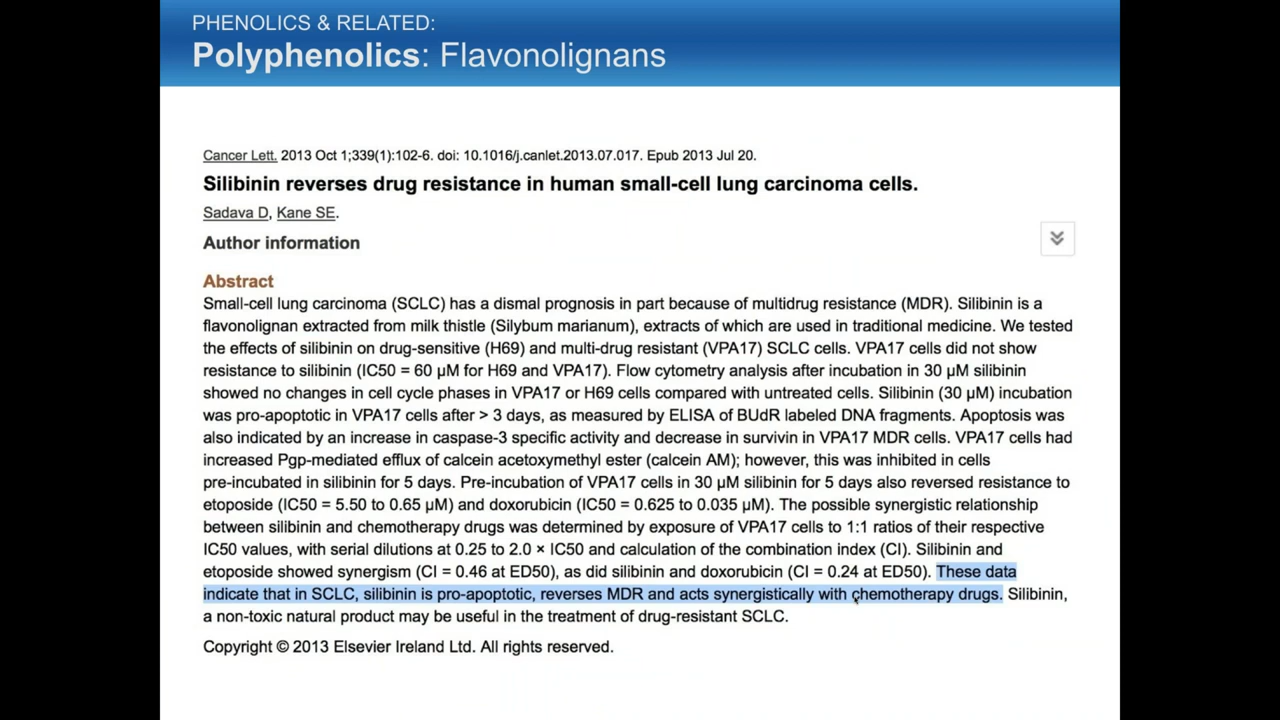 PHENOLICS & RELATED:
Polyphenolics: Flavonolignans
Cancer Lett. 2013 Oct 1;339(1):102-6. doi: 10.1016/j.canlet.2013.07.017. Epub 2013 Jul 20.
Silibinin reverses drug resistance in human small-cell lung carcinoma cells.
Sadava D, Kane SE.
Author information
Abstract
Small-cell lung carcinoma (SCLC) has a dismal prognosis in part because of multidrug resistance (MDR). Silibinin is a
flavonolignan extracted from milk thistle (Silybum marianum), extracts of which are used in traditional medicine. We tested
the effects of silibinin on drug-sensitive (H69) and multi-drug resistant (VPA17) SCLC cells. VPA17 cells did not show
resistance to silibinin (IC50 = 60 μM for H69 and VPA17). Flow cytometry analysis after incubation in 30 μM silibinin
showed no changes in cell cycle phases in VPA17 or H69 cells compared with untreated cells. Silibinin (30 μM) incubation
was pro-apoptotic in VPA17 cells after > 3 days, as measured by ELISA of BUdR labeled DNA fragments. Apoptosis was
also indicated by an increase in caspase-3 specific activity and decrease in survivin in VPA17 MDR cells. VPA17 cells had
increased Pgp-mediated efflux of calcein acetoxymethyl ester (calcein AM); however, this was inhibited in cells
pre-incubated in silibinin for 5 days. Pre-incubation of VPA17 cells in 30 μM silibinin for 5 days also reversed resistance to
etoposide (IC50 = 5.50 to 0.65 μM) and doxorubicin (IC50 = 0.625 to 0.035 μM). The possible synergistic relationship
between silibinin and chemotherapy drugs was determined by exposure of VPA17 cells to 1:1 ratios of their respective
IC50 values, with serial dilutions at 0.25 to 2.0 × IC50 and calculation of the combination index (CI). Silibinin and
etoposide showed synergism (CI = 0.46 at ED50), as did silibinin and doxorubicin (CI = 0.24 at ED50). These data
indicate that in SCLC, silibinin is pro-apoptotic, reverses MDR and acts synergistically with chemotherapy drugs. Silibinin,
a non-toxic natural product may be useful in the treatment of drug-resistant SCLC.
Copyright © 2013 Elsevier Ireland Ltd. All rights reserved.